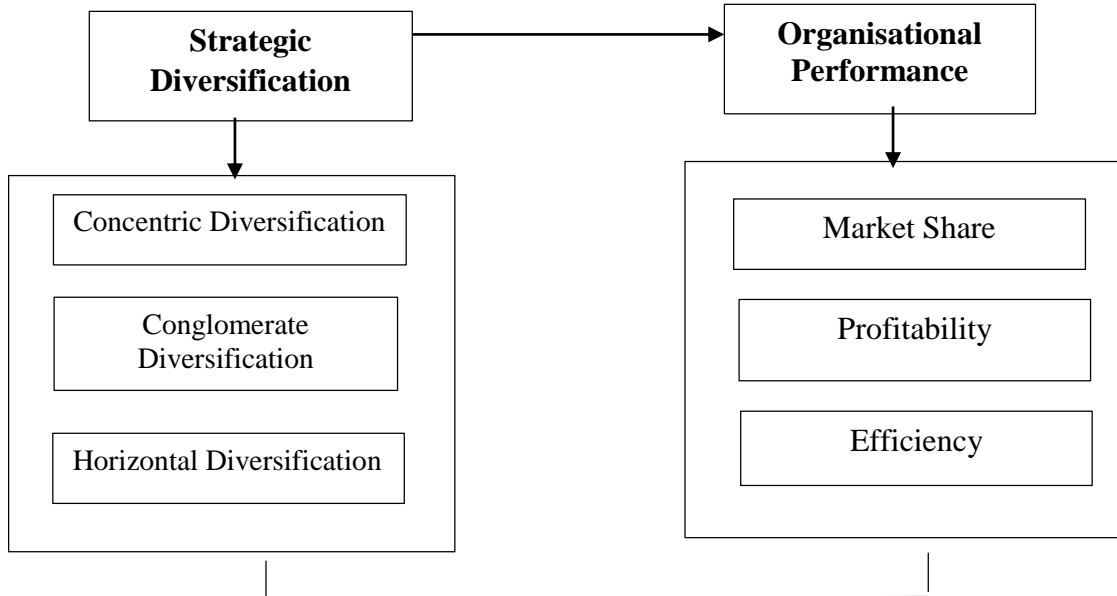 Strategic
Diversification
Organisational
Performance
Concentric Diversification
Conglomerate
Diversification
Horizontal Diversification
Market Share
Profitability
Efficiency